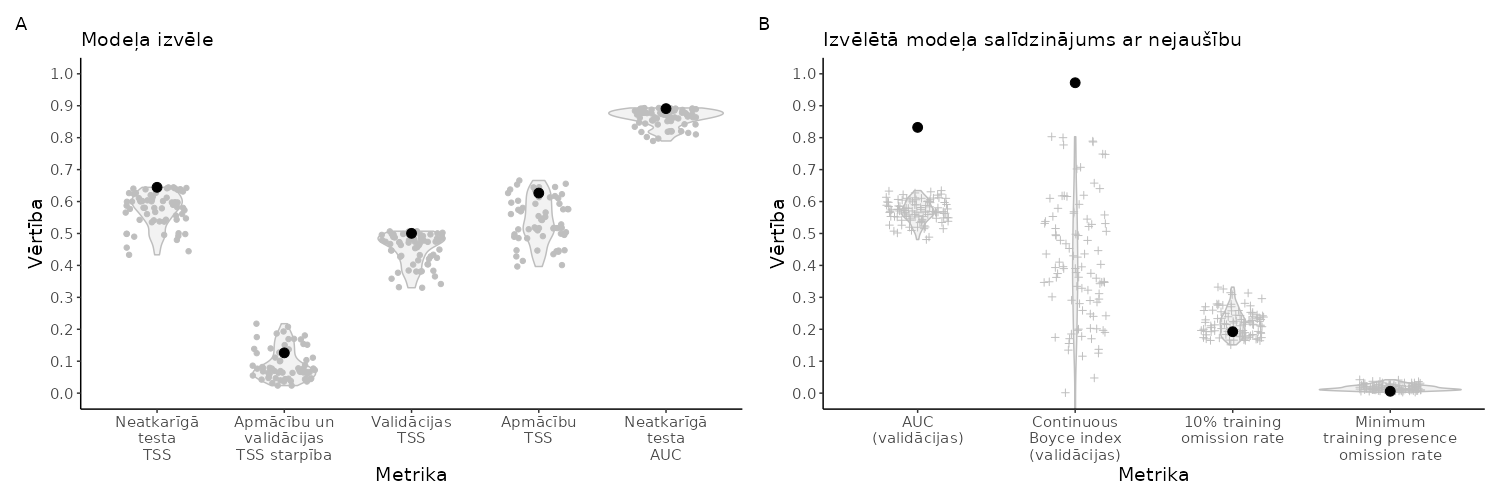 A
Modeļa izvēle
Vērtība
1.0
0.9
0.8
0.7
0.6
0.5
0.4
0.3
0.2
0.1
0.0
Neatkarīgā
testa
TSS
Apmācību un
validācijas
TSS starpība
Validācijas
TSS
Apmācību
TSS
Neatkarīgā
testa
AUC
Metrika
B
Izvēlētā modeļa salīdzinājums ar nejaušību
Vērtība
1.0
0.9
0.8
0.7
0.6
0.5
0.4
0.3
0.2
0.1
0.0
AUC
(validācijas)
Continuous
Boyce index
(validācijas)
10% training
omission rate
Minimum
training presence
omission rate
Metrika